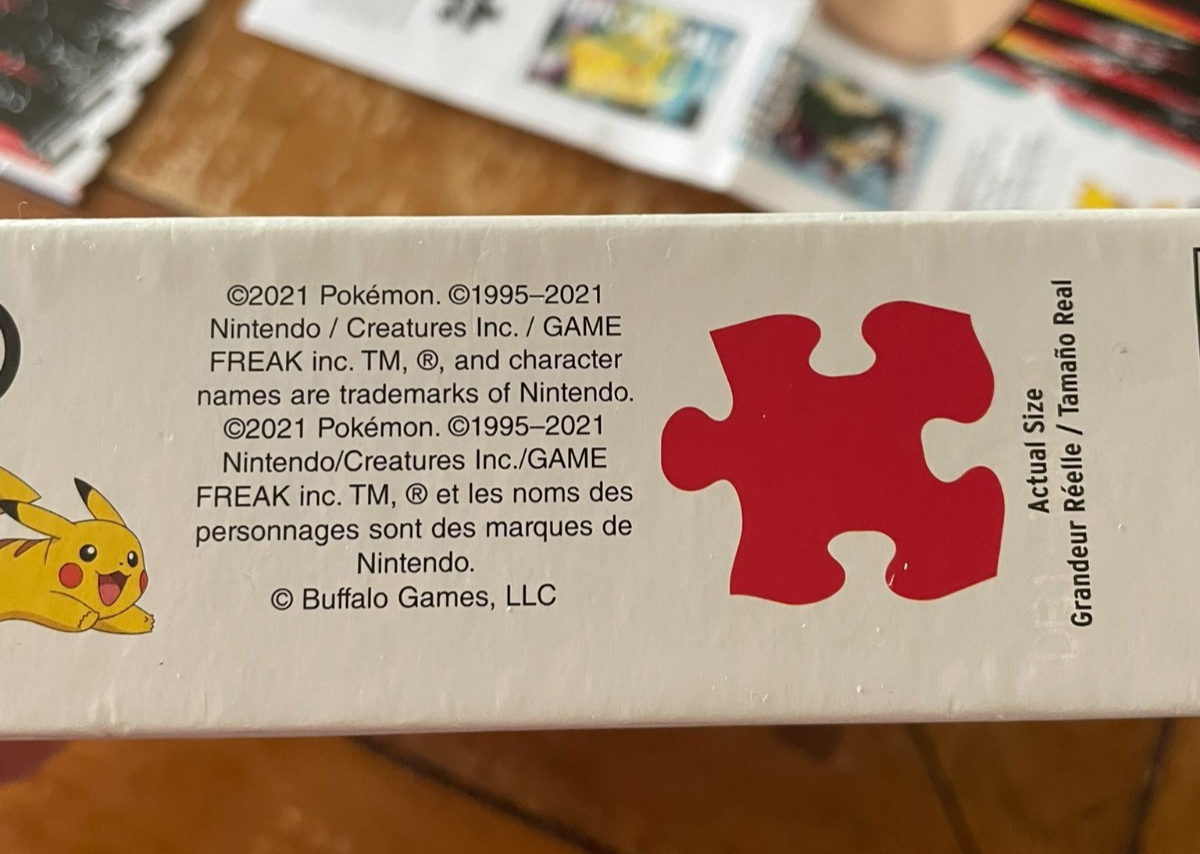 ©2021 Pokémon. ©1995–2021
Nintendo / Creatures Inc. / GAME
FREAK inc. TM, ®, and character
names are trademarks of Nintendo.
©2021 Pokémon. ©1995–2021
Nintendo/Creatures Inc./GAME
FREAK inc. TM, ® et les noms des
personnages sont des marques de
Nintendo.
© Buffalo Games, LLC
Actual Size
Grandeur Réelle / Tamaño Real